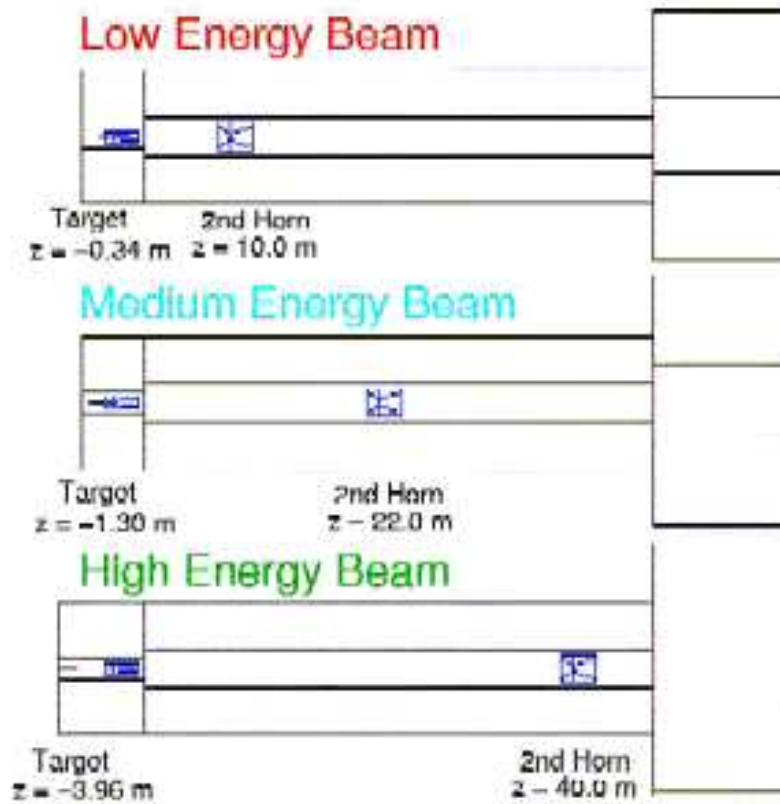 Low Energy Beam
Target
z = -0.34 m
2nd Horn
z = 10.0 m
Medium Energy Beam
Target
z = -1.30 m
2nd Horn
z = 22.0 m
High Energy Beam
Target
z = -3.96 m
2nd Horn
z = 40.0 m